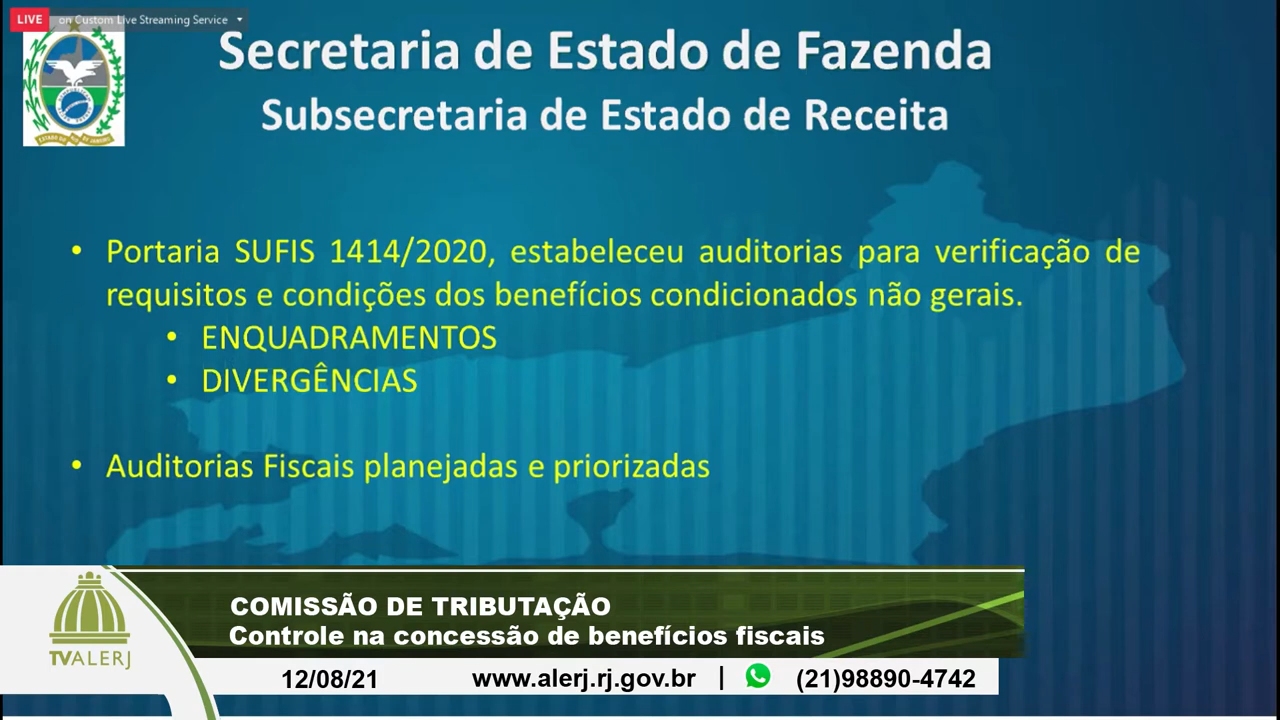 LIVE on Custom Live Streaming Service
Secretaria de Estado de Fazenda
Subsecretaria de Estado de Receita
• Portaria SUFIS 1414/2020, estabeleceu auditorias para verificação de
requisitos e condições dos benefícios condicionados não gerais.
• ENQUADRAMENTOS
• DIVERGÊNCIAS
• Auditorias Fiscais planejadas e priorizadas
COMISSÃO DE TRIBUTAÇÃO
Controle na concessão de benefícios fiscais
TVALERJ
12/08/21 www.alerj.rj.gov.br | (21)98890-4742